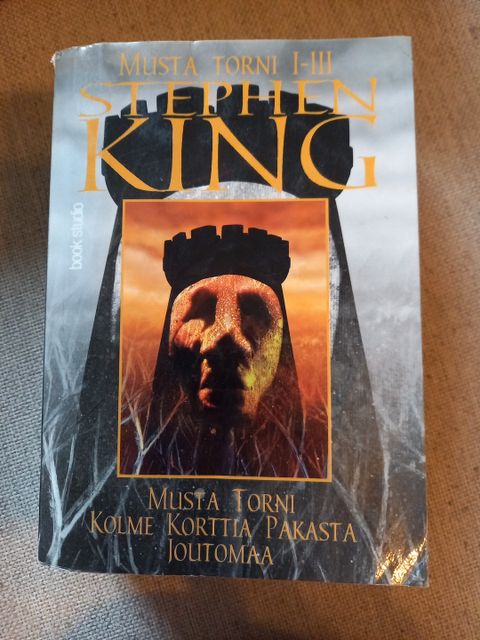 MUSTA TORNI I-III
STEPHEN
KING
book studio
MUSTA TORNI
KOLME KORTTIA PAKASTA
JOUTOMAA